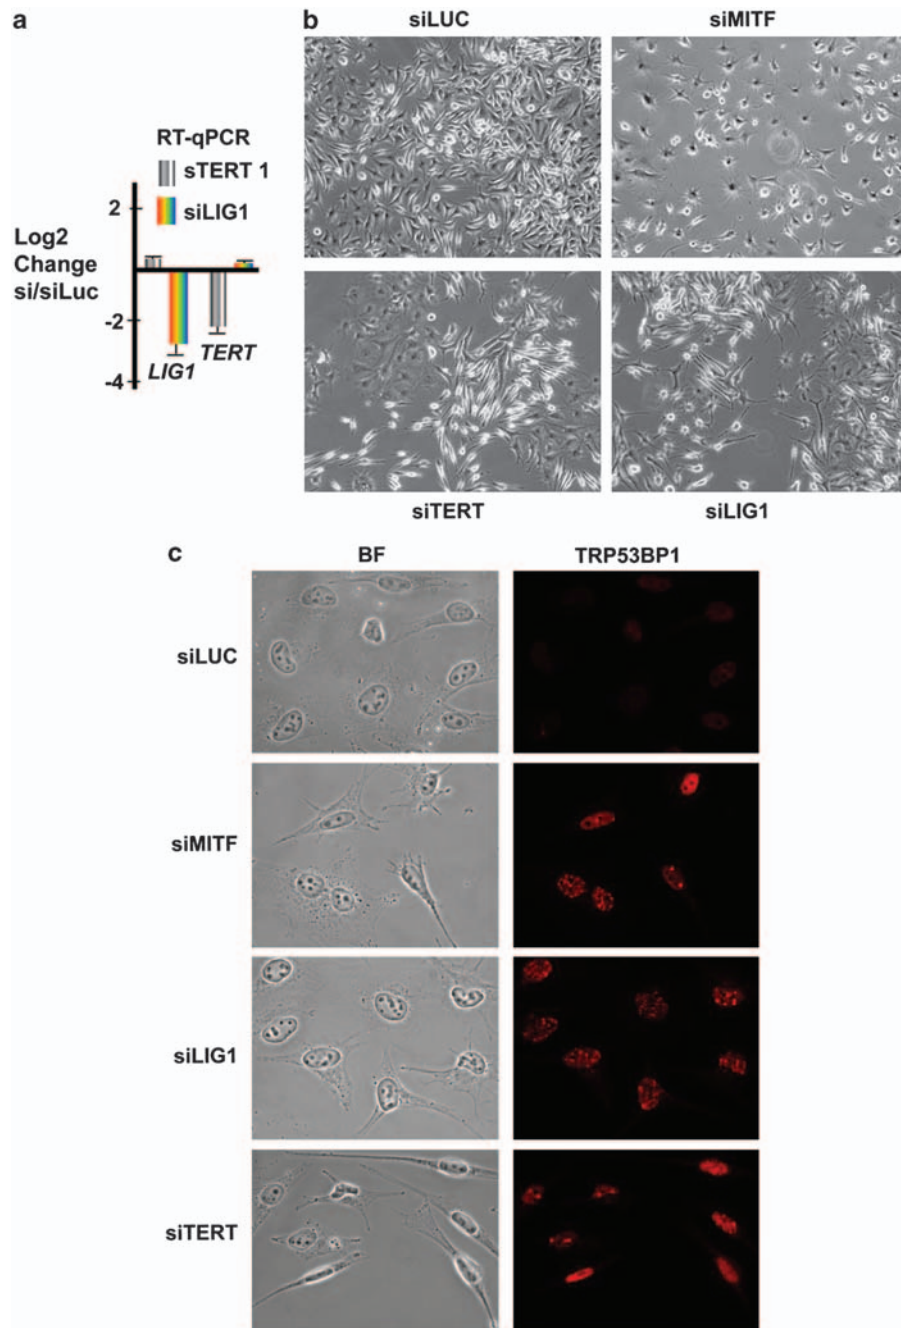 a
RT-qPCR
sTERT 1
siLIG1
2
Log2
Change
si/siLuc
-2
-4
LIG1
TERT
b
siLUC
siMITF
siTERT
siLIG1
c
BF
TRP53BP1
siLUC
siMITF
siLIG1
siTERT